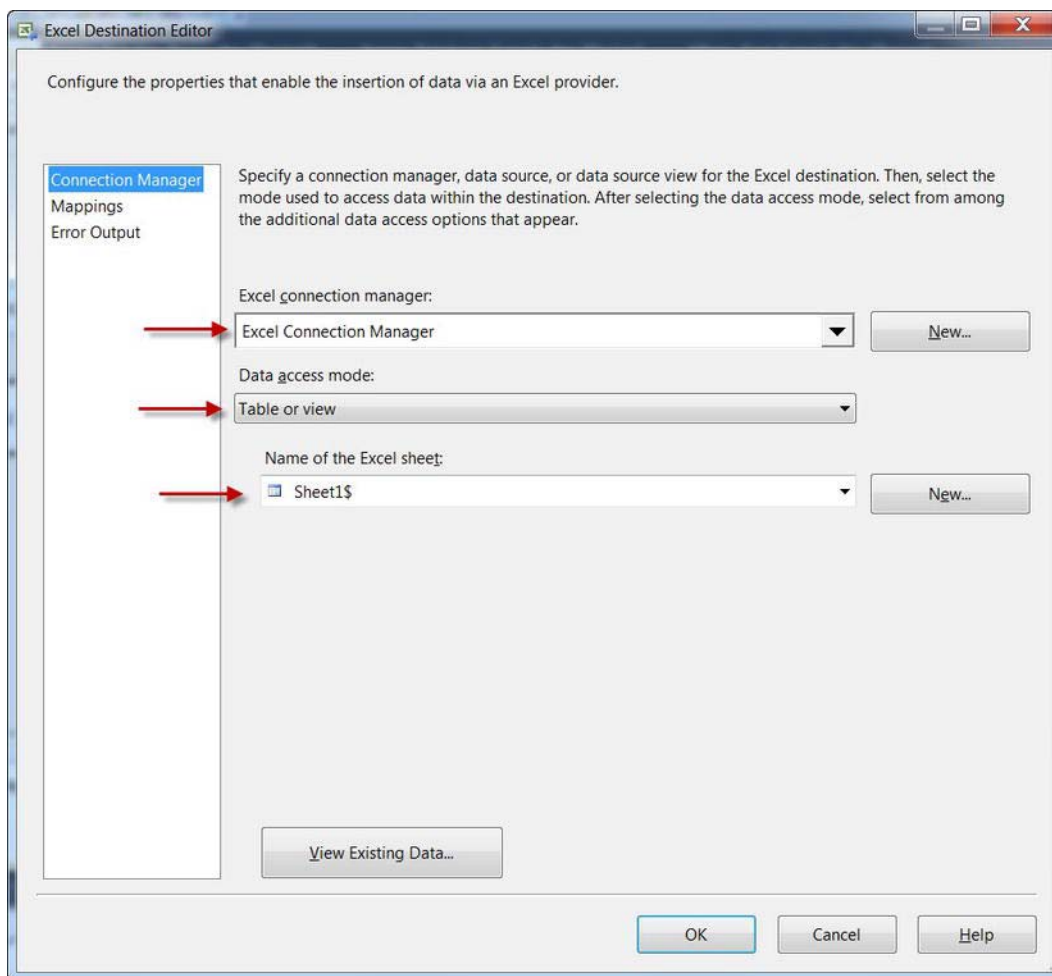 Excel Destination Editor
Configure the properties that enable the insertion of data via an Excel provider.
Connection Manager
Mappings
Error Output
Specify a connection manager, data source, or data source view for the Excel destination. Then, select the
mode used to access data within the destination. After selecting the data access mode, select from among
the additional data access options that appear.
Excel connection manager:
Excel Connection Manager
New...
Data access mode:
Table or view
Name of the Excel sheet:
Sheet1$
New...
View Existing Data...
OK
Cancel
Help